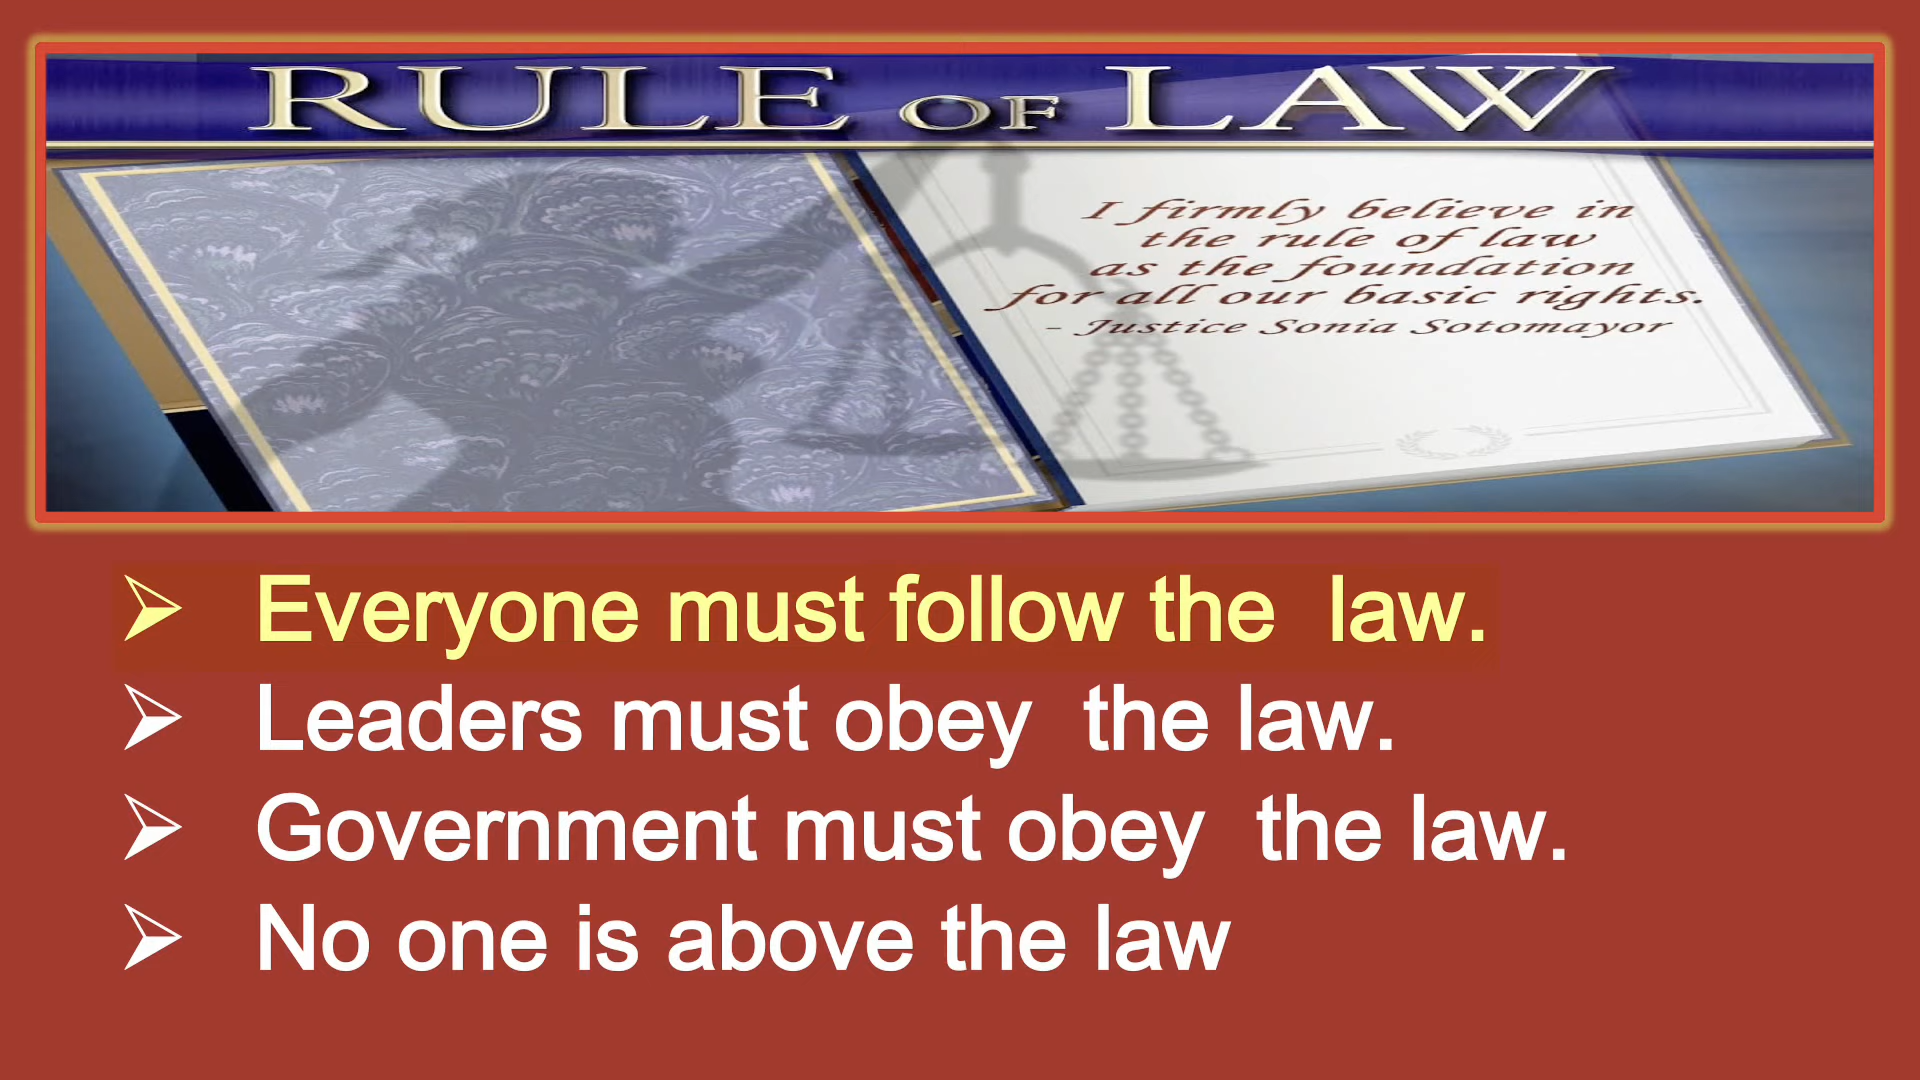 RULE OF LAW
I firmly believe in
the rule of law
as the foundation
for all our basic rights.
- Justice Sonia Sotomayor
Everyone must follow the  law.
Leaders must obey  the law.
Government must obey  the law.
No one is above the law